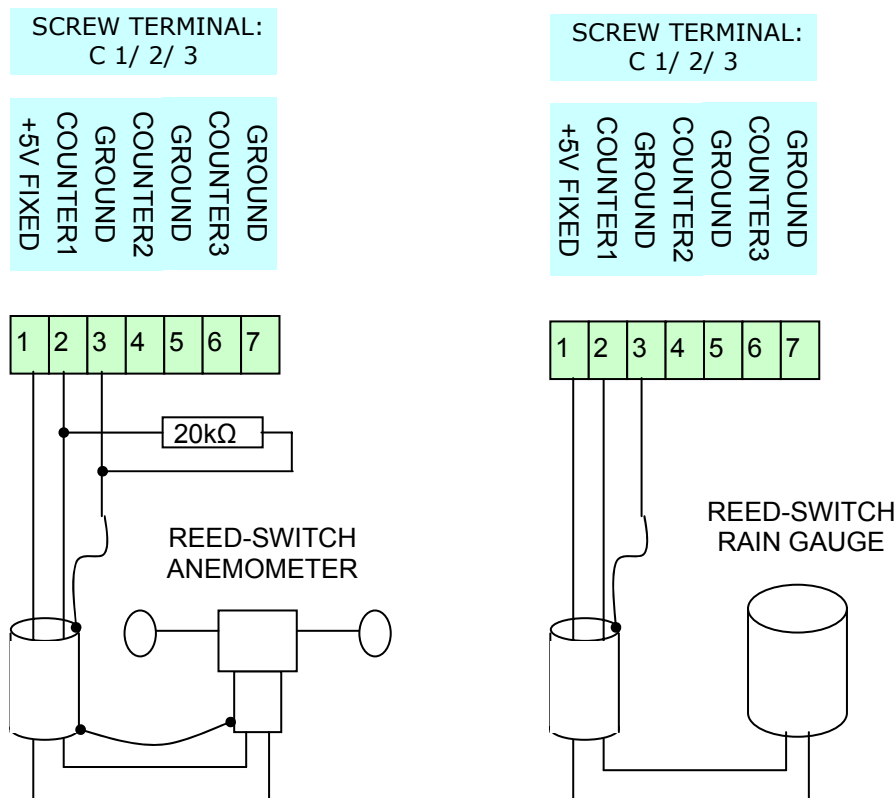 SCREW TERMINAL:
C 1/ 2/ 3
+5V FIXED
COUNTER1
GROUND
COUNTER2
GROUND
COUNTER3
GROUND
1 2 3 4 5 6 7
20kΩ
REED-SWITCH
ANEMOMETER
SCREW TERMINAL:
C 1/ 2/ 3
+5V FIXED
COUNTER1
GROUND
COUNTER2
GROUND
COUNTER3
GROUND
1 2 3 4 5 6 7
REED-SWITCH
RAIN GAUGE